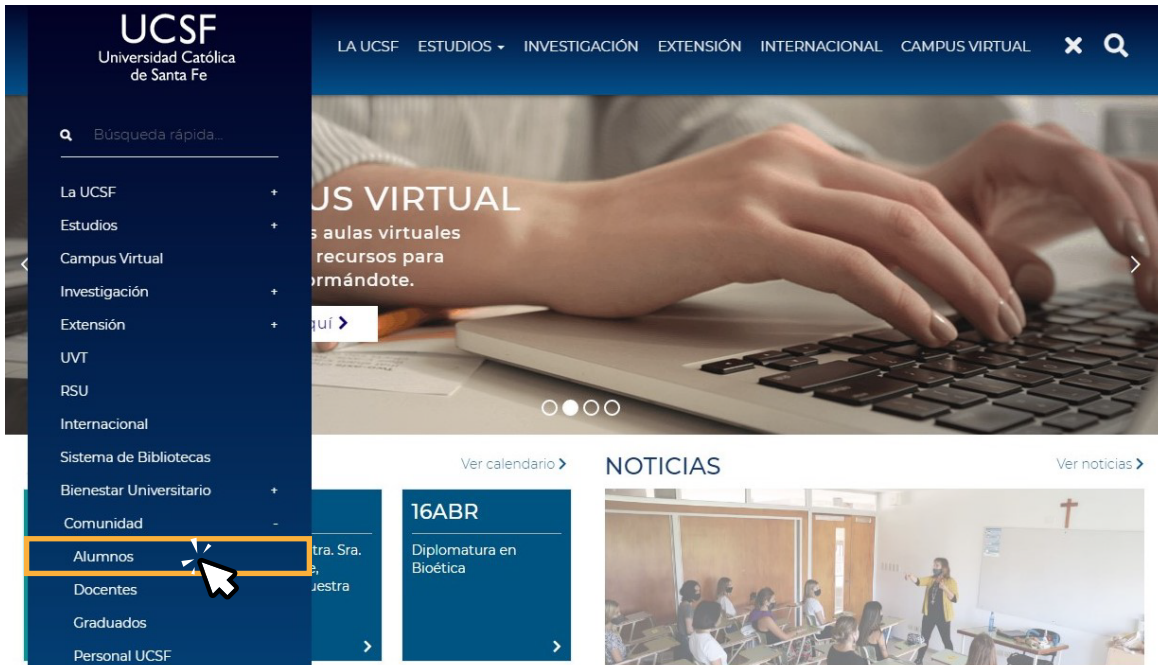 UCSF
Universidad Católica
de Santa Fe
LA UCSF ESTUDIOS INVESTIGACIÓN EXTENSIÓN INTERNACIONAL CAMPUS VIRTUAL
Búsqueda rápida...
La UCSF +
Estudios +
Campus Virtual
Investigación +
Extensión +
UVT
RSU
Internacional
Sistema de Bibliotecas
Bienestar Universitario +
Comunidad -
Alumnos
Docentes
Graduados
Personal UCSF
US VIRTUAL
aulas virtuales
recursos para
ormándote.
quí
Ver calendario
tra. Sra.
e,
uestra
16ABR
Diplomatura en
Bioética
NOTICIAS
Ver noticias